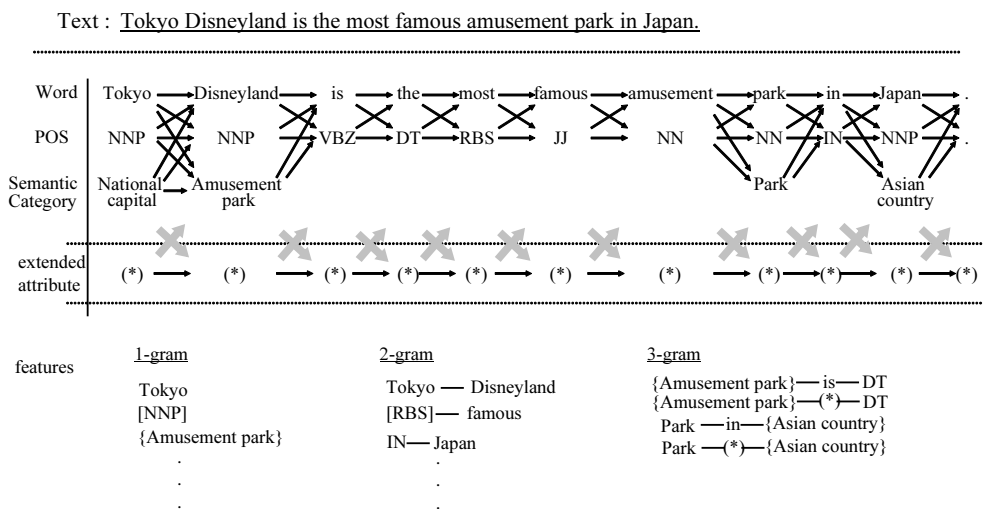 Text : Tokyo Disneyland is the most famous amusement park in Japan.
Word Tokyo Disneyland is the most famous amusement park in Japan .
POS NNP NNP VBZ DT RBS JJ NN NN IN NNP .
Semantic Category National capital Amusement park Park Asian country
extended attribute (*) (*) (*) (*) (*) (*) (*) (*) (*) (*) (*)
features 1-gram 2-gram 3-gram
Tokyo Tokyo — Disneyland {Amusement park}—is—DT
[NNP] [RBS]— famous {Amusement park}—(*)—DT
{Amusement park} IN—Japan Park —in—{Asian country}
Park —(*)—{Asian country}
. .
. .
. .